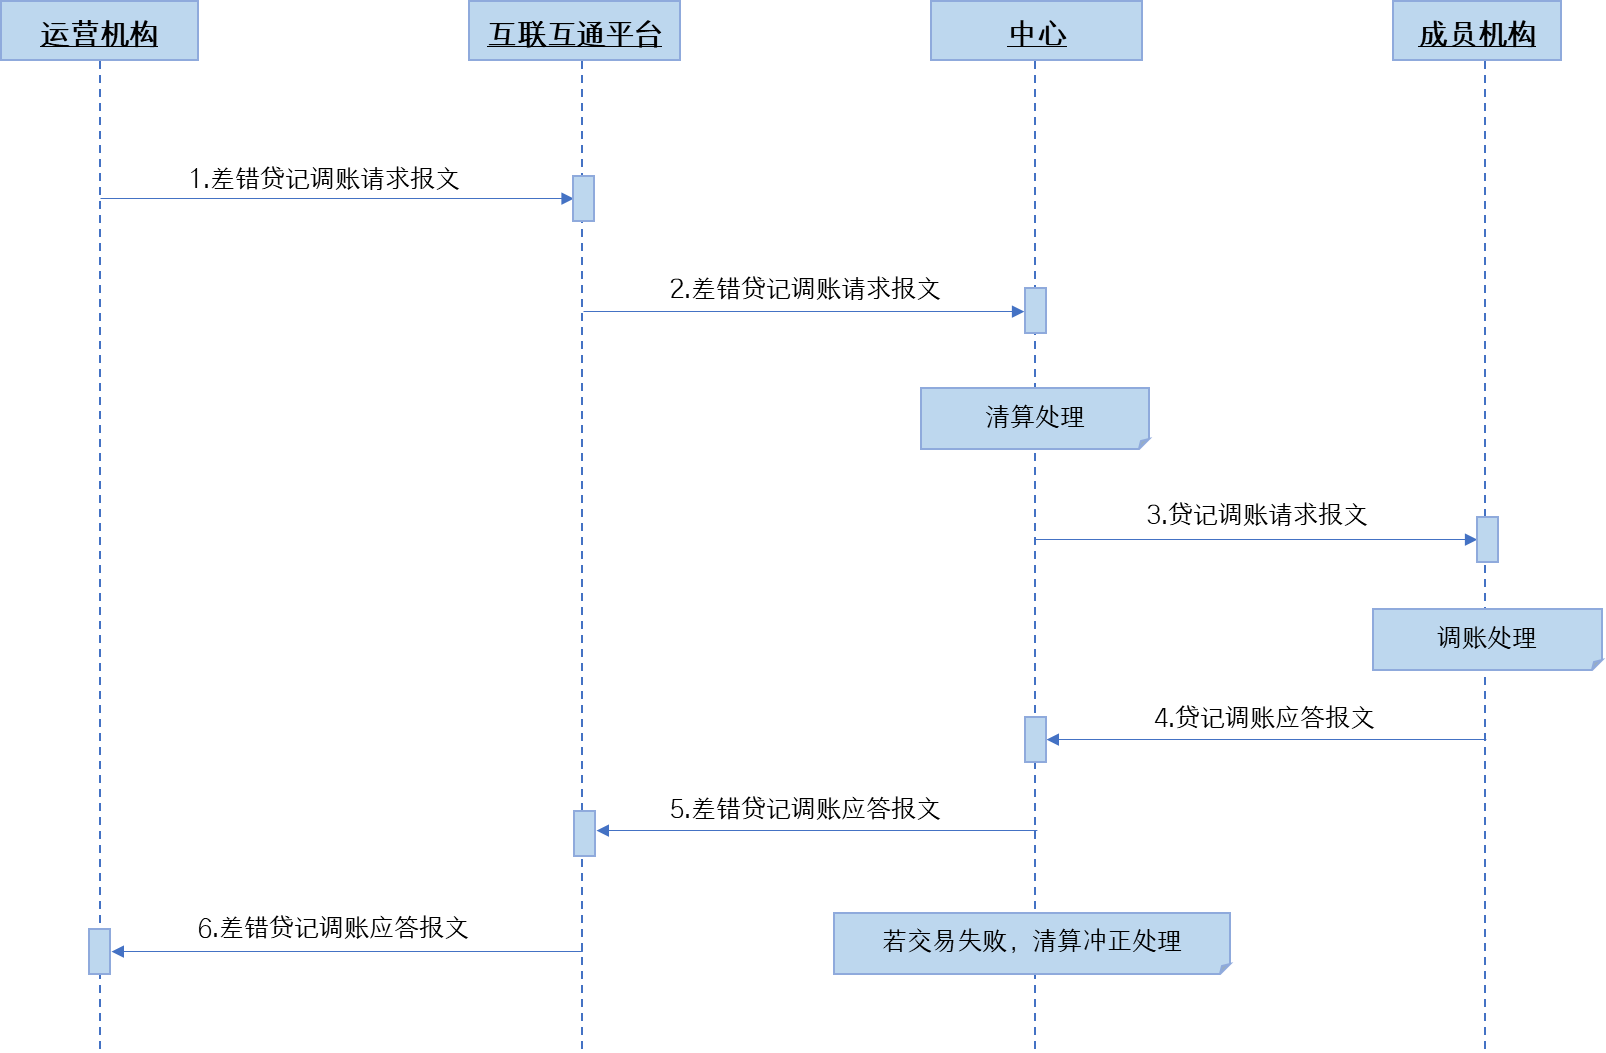 运营机构
互联互通平台
中心
成员机构
1.差错贷记调账请求报文
2.差错贷记调账请求报文
清算处理
3.贷记调账请求报文
调账处理
4.贷记调账应答报文
5.差错贷记调账应答报文
6.差错贷记调账应答报文
若交易失败，清算冲正处理